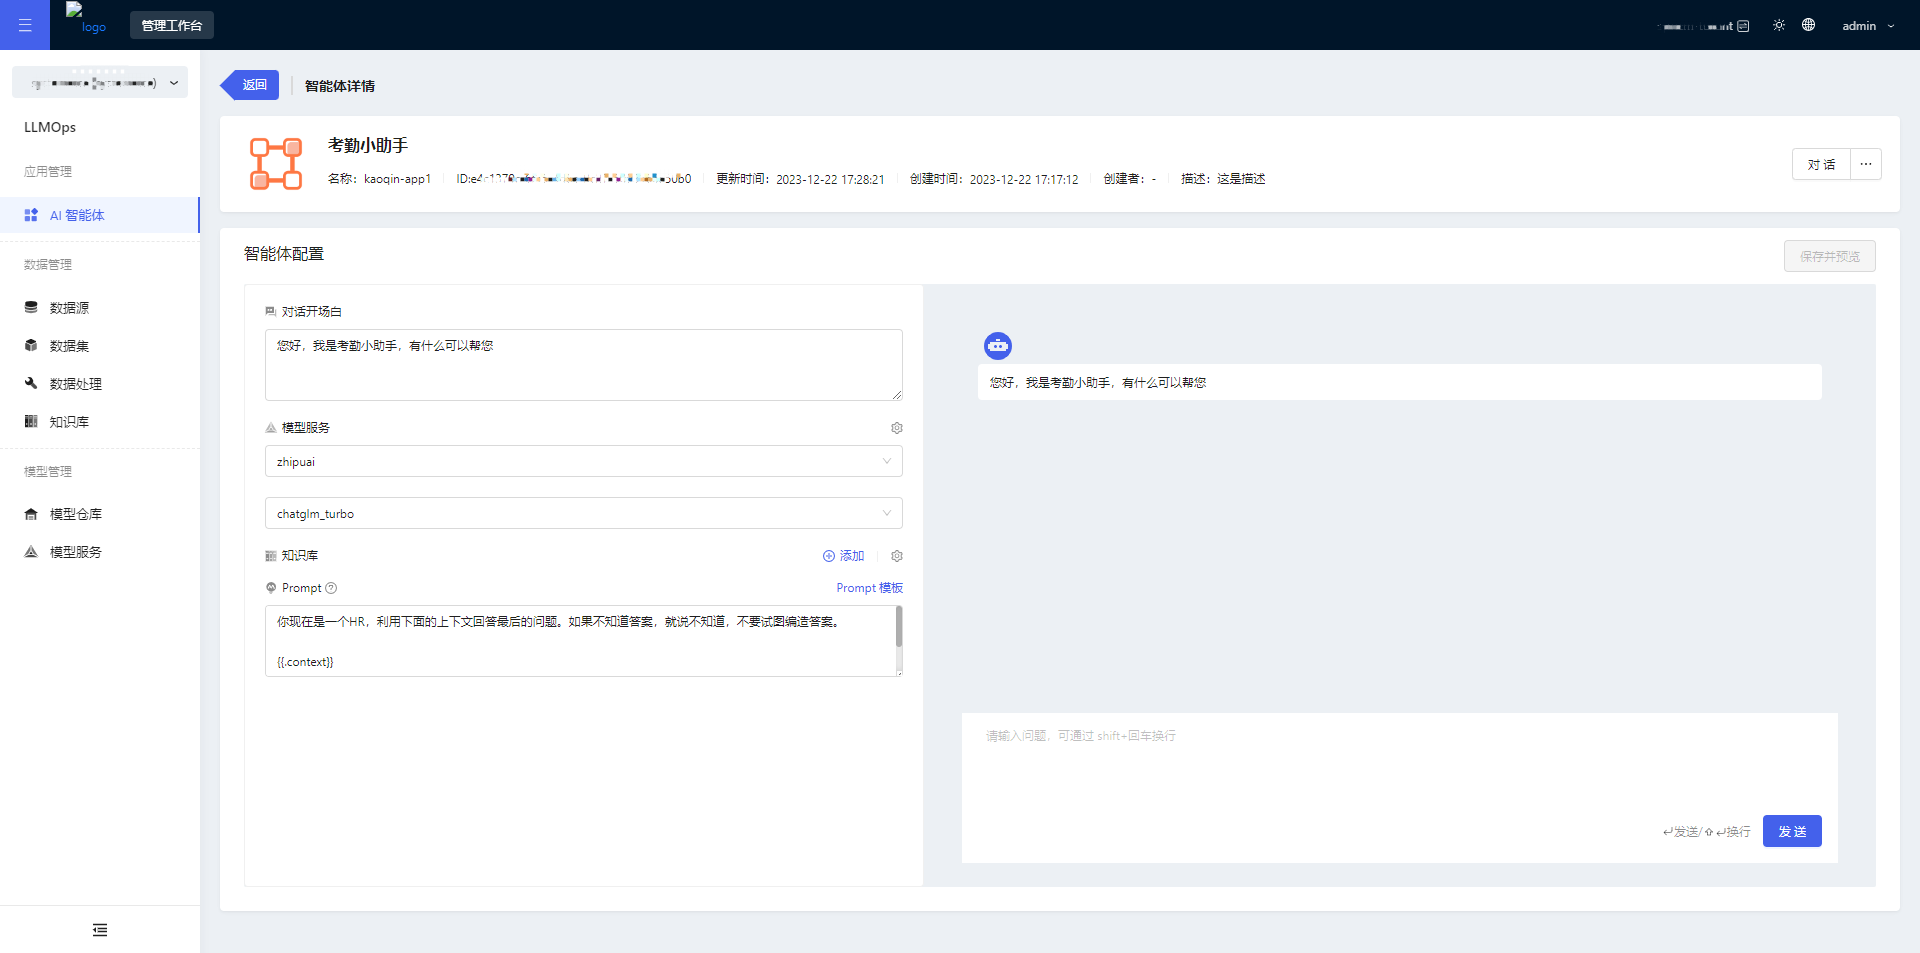 logo
管理工作台
admin
LLMOps
应用管理
AI 智能体
数据管理
数据源
数据集
数据处理
知识库
模型管理
模型仓库
模型服务
返回
智能体详情
考勤小助手
名称：kaoqin-app1
更新时间：2023-12-22 17:28:21
创建时间：2023-12-22 17:17:12
创建者：-
描述：这是描述
对 话
智能体配置
保存并预览
对话开场白
您好，我是考勤小助手，有什么可以帮您
模型服务
zhipuai
chatglm_turbo
知识库
添加
Prompt
Prompt 模板
你现在是一个HR，利用下面的上下文回答最后的问题。如果不知道答案，就说不知道，不要试图编造答案。
{{.context}}
您好，我是考勤小助手，有什么可以帮您
请输入问题，可通过 shift+回车换行
↵发送/⇧↵换行
发 送